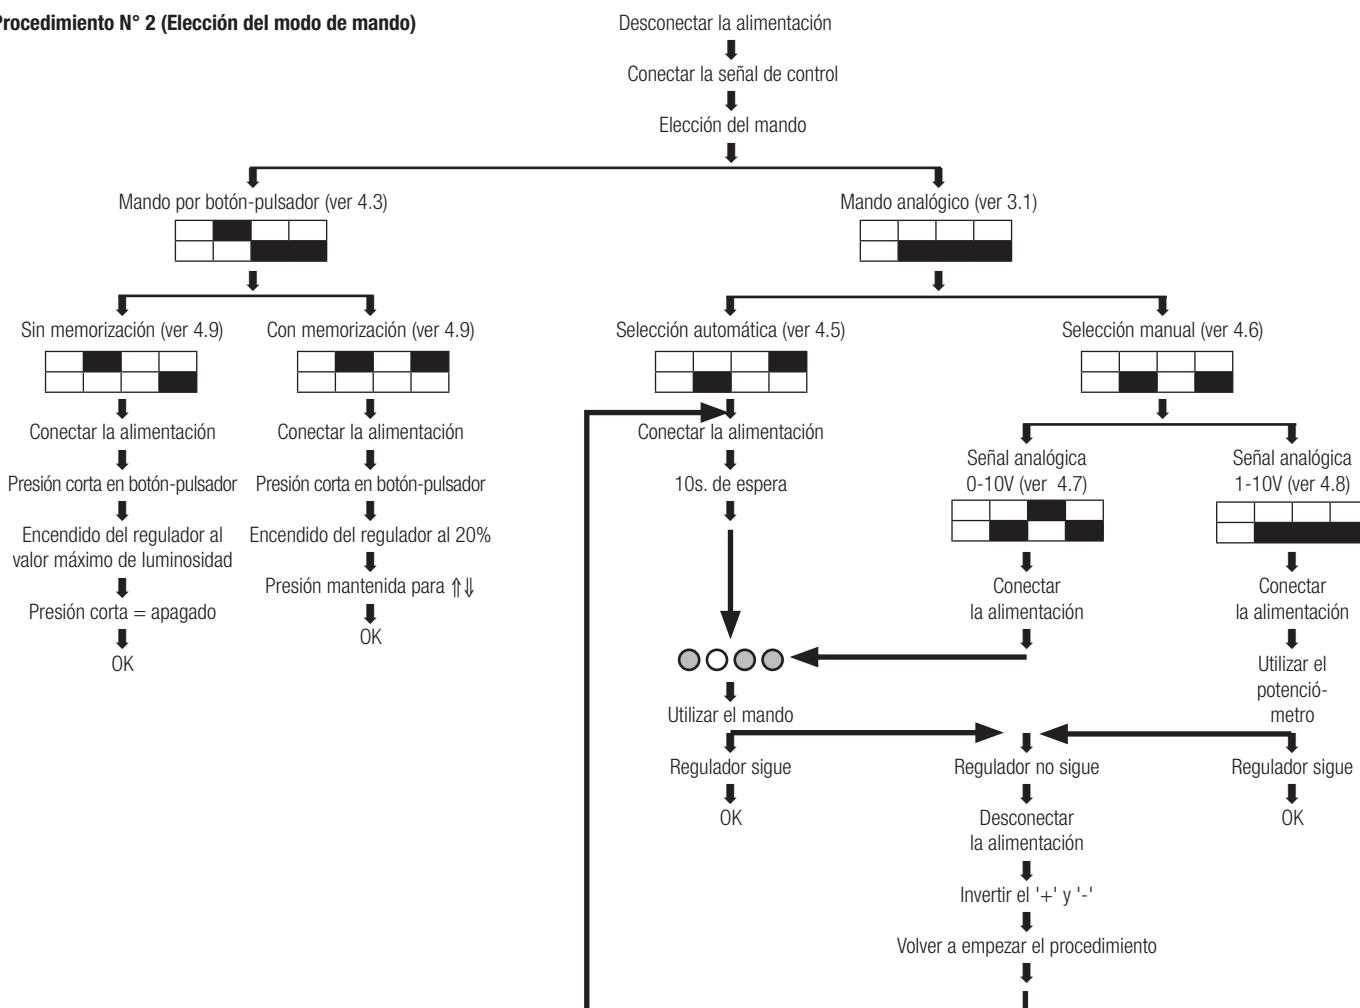 Procedimiento N° 2 (Elección del modo de mando)
Desconectar la alimentación
Conectar la señal de control
Elección del mando
Mando por botón-pulsador (ver 4.3)
Mando analógico (ver 3.1)
Sin memorización (ver 4.9)
Con memorización (ver 4.9)
Selección automática (ver 4.5)
Selección manual (ver 4.6)
Conectar la alimentación
Presión corta en botón-pulsador
Encendido del regulador al
valor máximo de luminosidad
Presión corta = apagado
OK
Conectar la alimentación
Presión corta en botón-pulsador
Encendido del regulador al 20%
Presión mantenida para ⇑⇓
OK
Conectar la alimentación
10s. de espera
Utilizar el mando
Regulador sigue
OK
Señal analógica
0-10V (ver 4.7)
Conectar
la alimentación
Regulador no sigue
Desconectar
la alimentación
Invertir el '+' y '-'
Volver a empezar el procedimiento
Señal analógica
1-10V (ver 4.8)
Conectar
la alimentación
Utilizar el
potenció-
metro
Regulador sigue
OK